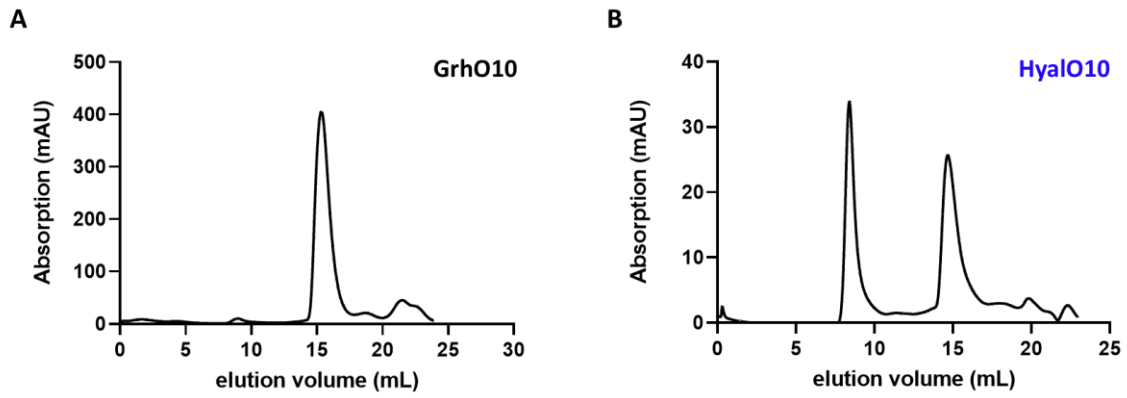 A
B
GrhO10
HyalO10
Absorption (mAU)
500
400
300
200
100
0
0 5 10 15 20 25 30
elution volume (mL)
Absorption (mAU)
40
30
20
10
0
0 5 10 15 20 25
elution volume (mL)